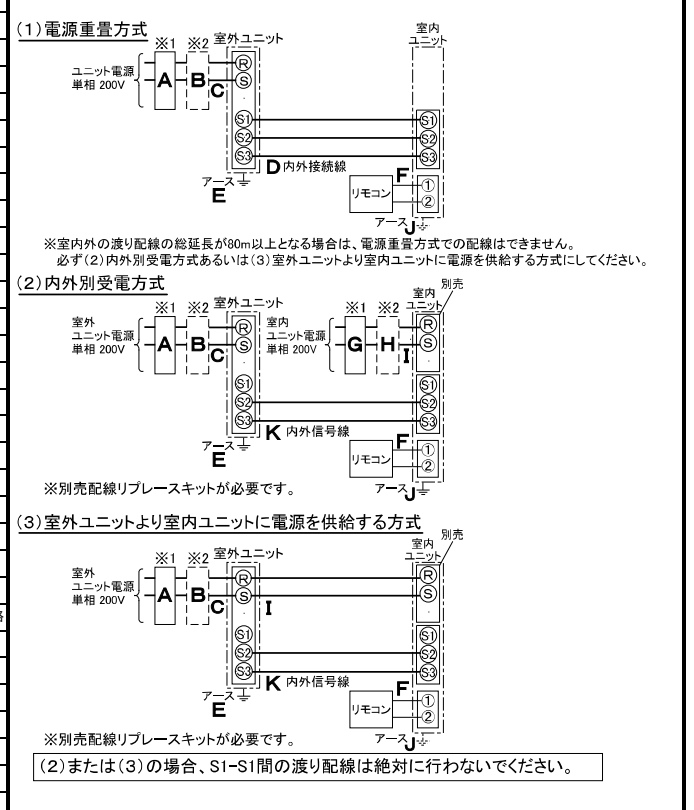 (1)電源重畳方式
※1 ※2 室外ユニット
室内
ユニット
ユニット電源
単相 200V
A B C
R
S
S1 S1
S2 S2
S3 S3
D 内外接続線
F
リモコン
①
②
アース
E
アース J
※室内外の渡り配線の総延長が80m以上となる場合は、電源重畳方式での配線はできません。
必ず(2)内外別受電方式あるいは(3)室外ユニットより室内ユニットに電源を供給する方式にしてください。
(2)内外別受電方式
別売
※1 ※2 室外ユニット ※1 ※2
室内
ユニット
室外
ユニット電源
単相 200V
A B C
室内
ユニット電源
単相 200V
G H I
R R
S S
S1 S1
S2 S2
S3 S3
K 内外信号線
F
リモコン
①
②
アース
E
アース J
※別売配線リプレースキットが必要です。
(3)室外ユニットより室内ユニットに電源を供給する方式
別売
※1 ※2 室外ユニット
室内
ユニット
室外
ユニット電源
単相 200V
A B C I
R R
S S
S1 S1
S2 S2
S3 S3
K 内外信号線
F
リモコン
①
②
アース
E
アース J
※別売配線リプレースキットが必要です。
(2)または(3)の場合、S1-S1間の渡り配線は絶対に行わないでください。